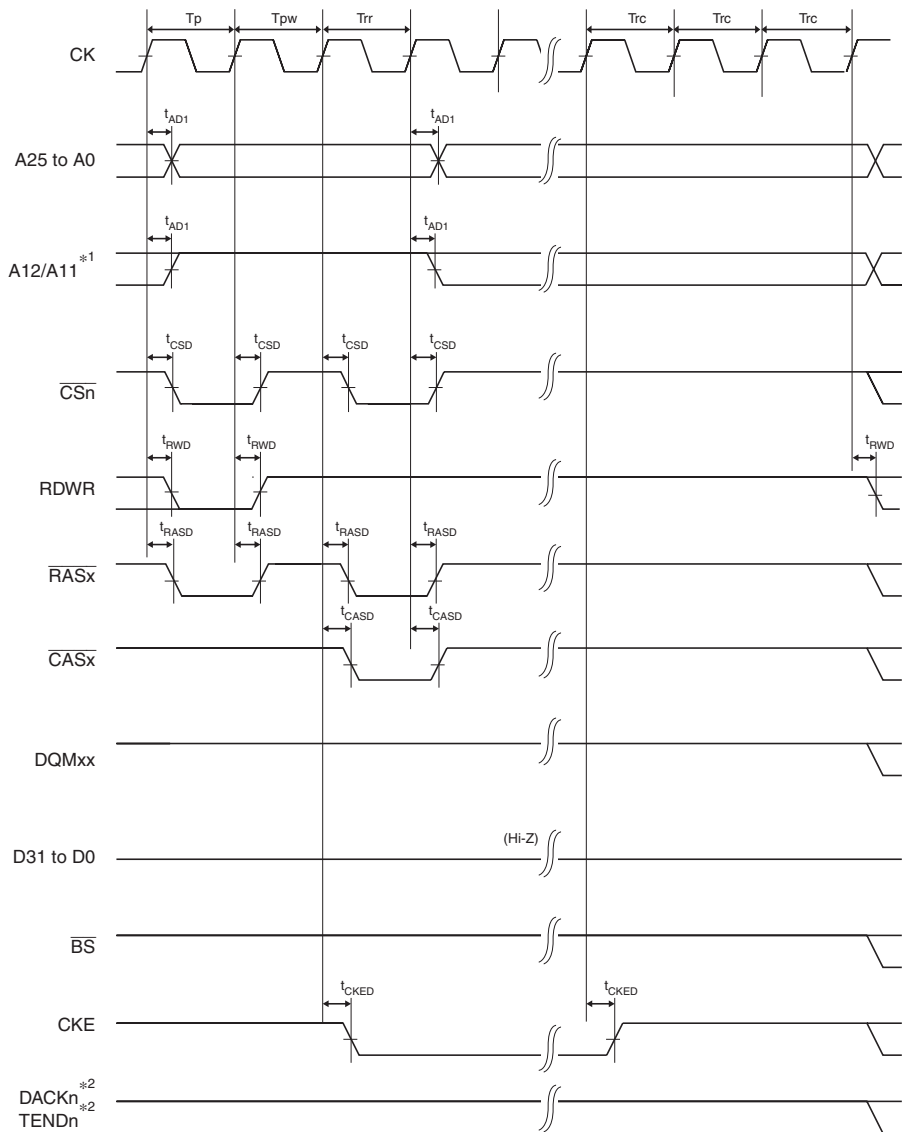 Tp Tpw Trr Trc Trc Trc
CK
tAD1 tAD1
A25 to A0
tAD1 tAD1
A12/A11*1
tCSD tCSD tCSD tCSD
CSn
tRWD tRWD tRWD
RDWR
tRASD tRASD tRASD tRASD
RASx
tCASD tCASD
CASx
DQMxx
(Hi-Z)
D31 to D0
BS
tCKED tCKED
CKE
DACKn*2
TENDn*2